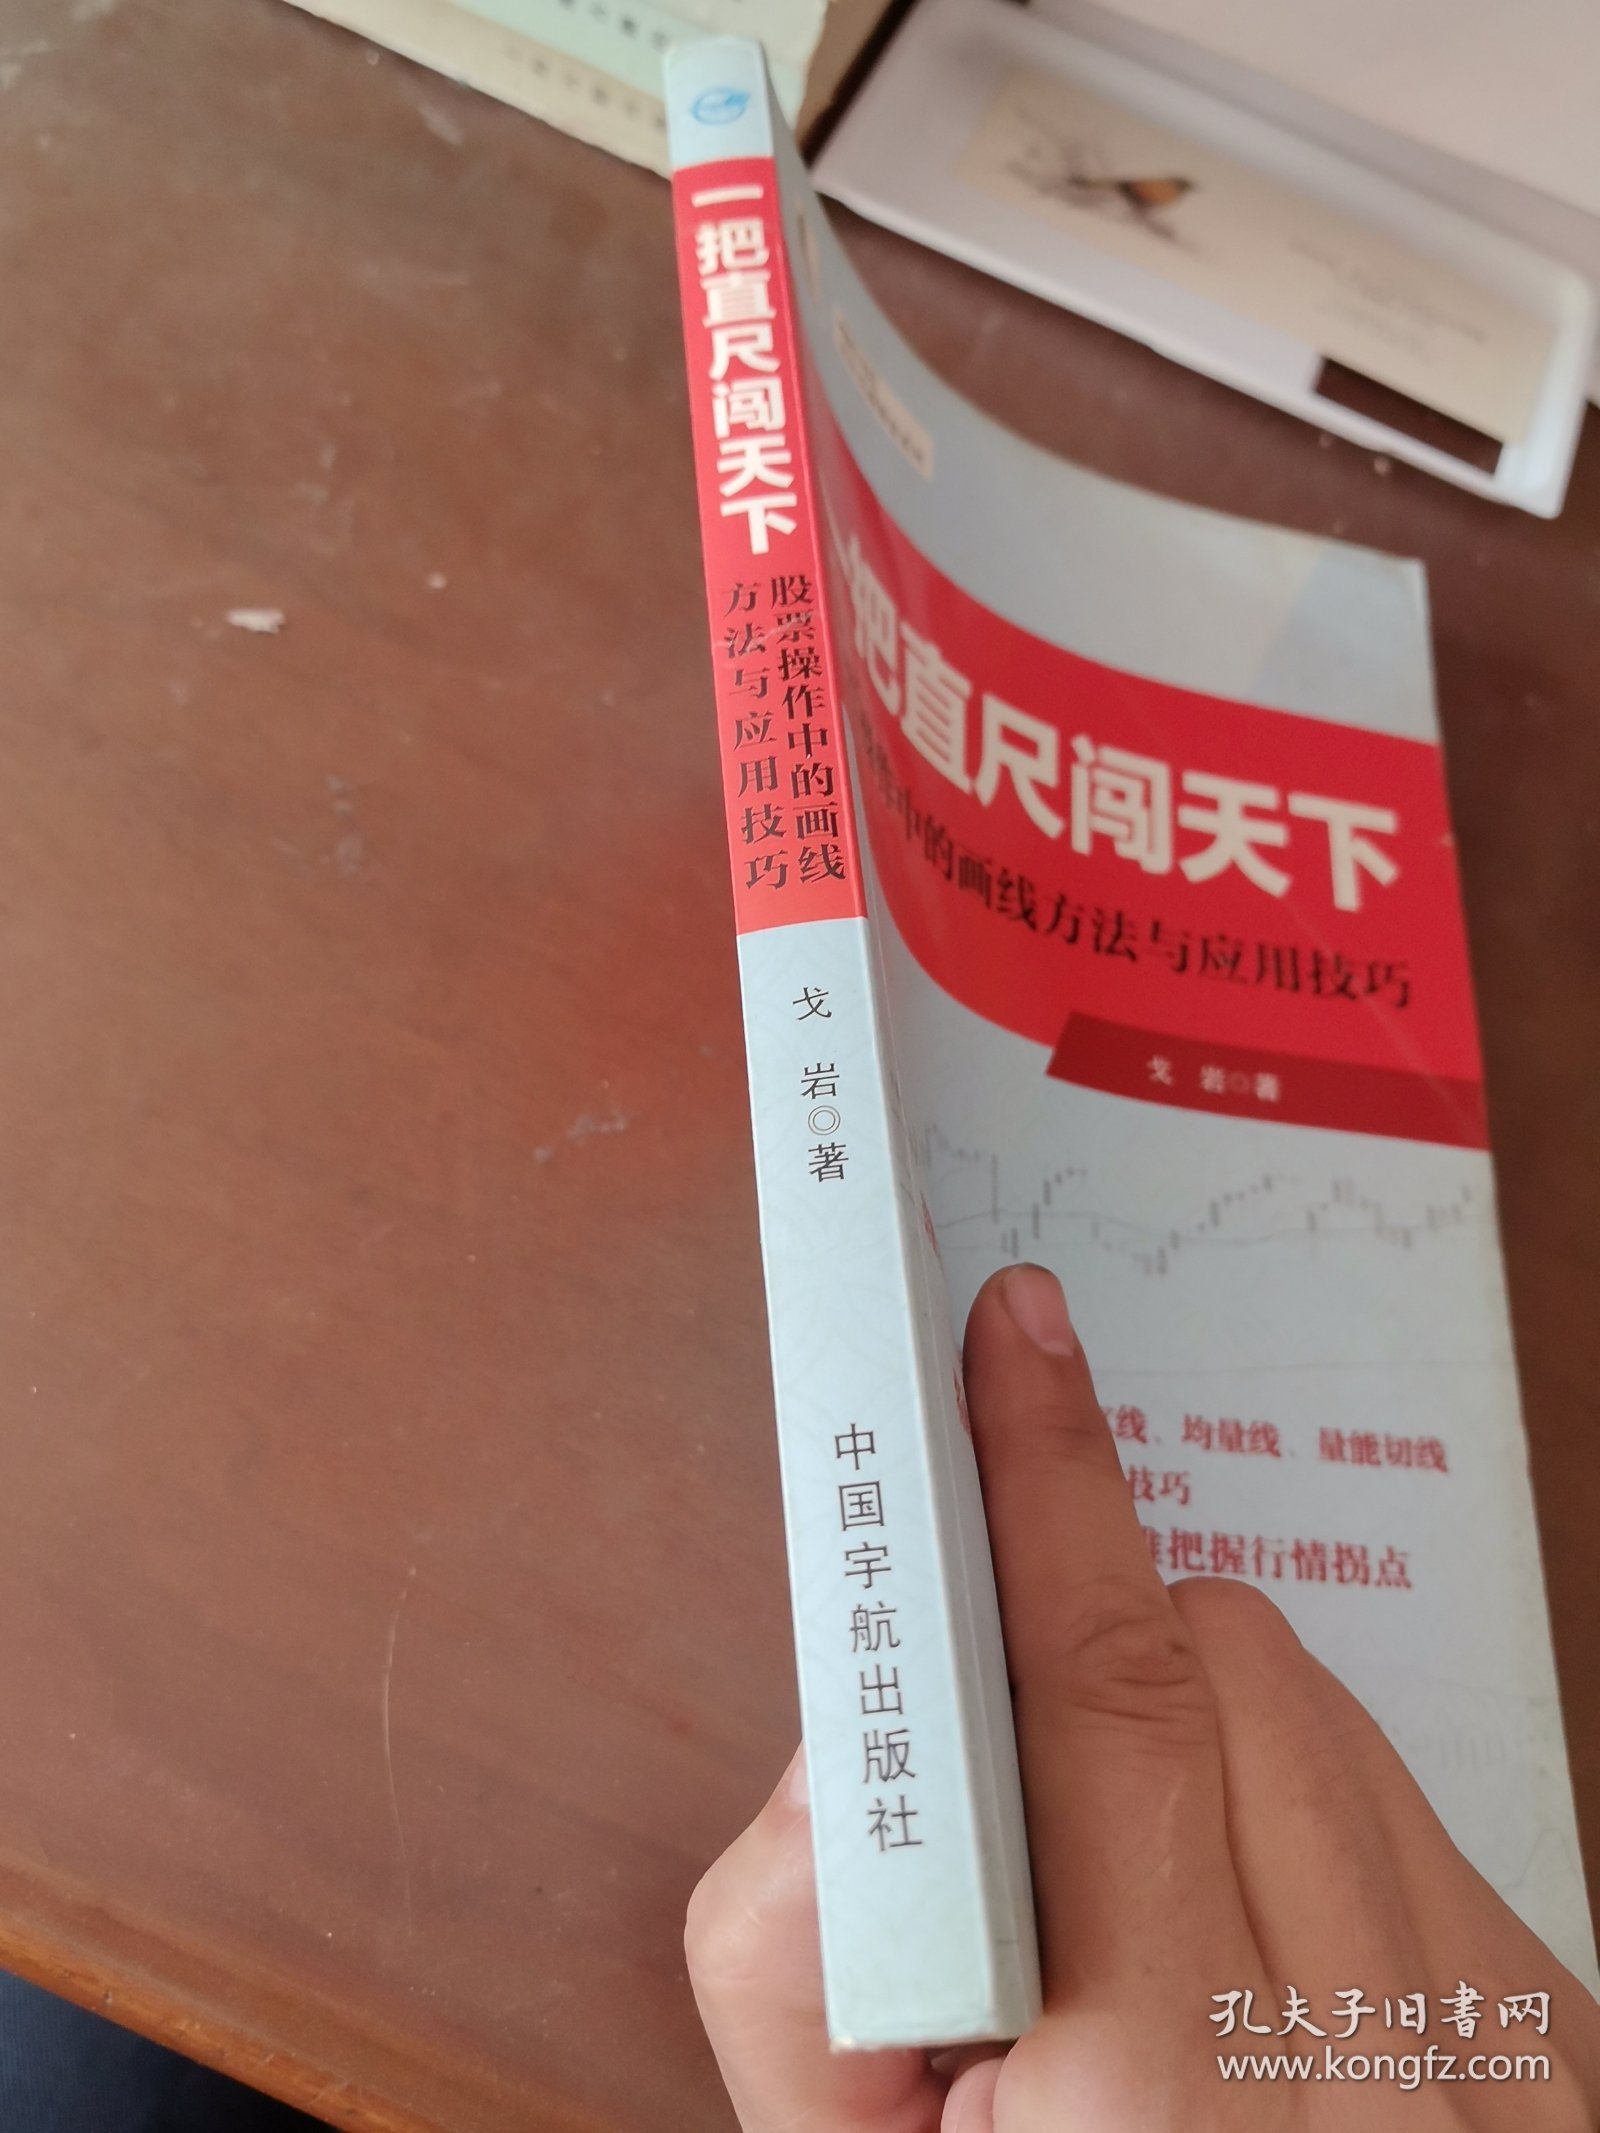 一把直尺闯天下
股票操作中的画线
方法与应用技巧
戈 岩◎著
中国宇航出版社
把直尺闯天下
中的画线方法与应用技巧
戈 岩◎著
线、均量线、量能切线
技巧
准把握行情拐点
孔夫子旧书网
www.kongfz.com